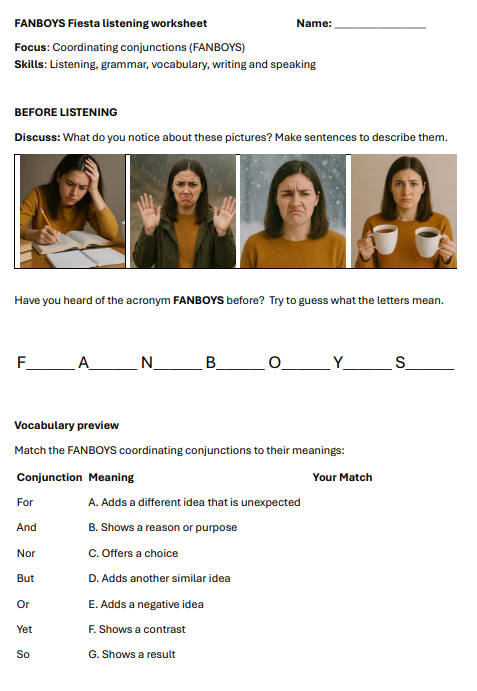 FANBOYS Fiesta listening worksheet Name: ________________
Focus: Coordinating conjunctions (FANBOYS)
Skills: Listening, grammar, vocabulary, writing and speaking
BEFORE LISTENING
Discuss: What do you notice about these pictures? Make sentences to describe them.
Have you heard of the acronym FANBOYS before? Try to guess what the letters mean.
F______ A______ N______ B______ O______ Y______ S______
Vocabulary preview
Match the FANBOYS coordinating conjunctions to their meanings:
Conjunction Meaning Your Match
For A. Adds a different idea that is unexpected
And B. Shows a reason or purpose
Nor C. Offers a choice
But D. Adds another similar idea
Or E. Adds a negative idea
Yet F. Shows a contrast
So G. Shows a result